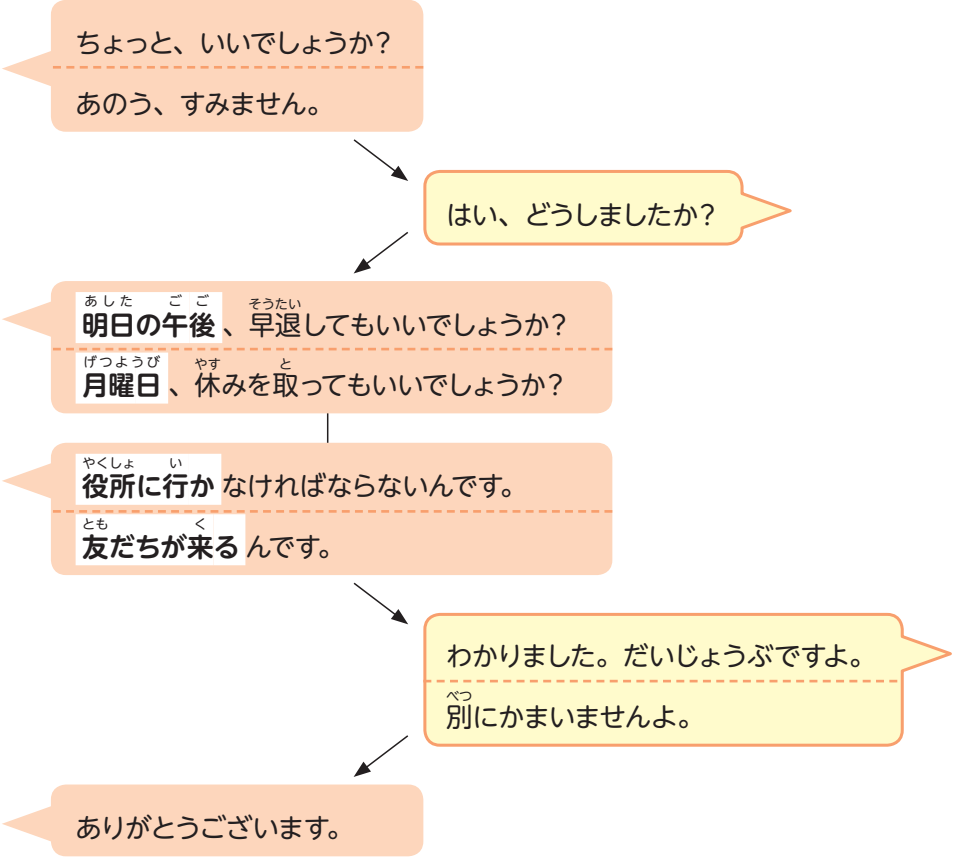 ちょっと、いいでしょうか？
あのう、すみません。
はい、どうしましたか？
あした ごご そうたい
明日の午後、早退してもいいでしょうか？
げつようび やす と
月曜日、休みを取ってもいいでしょうか？
やくしょ い
役所に行かなければならないんです。
とも く
友だちが来るんです。
わかりました。だいじょうぶですよ。
べつ
別にかまいませんよ。
ありがとうございます。